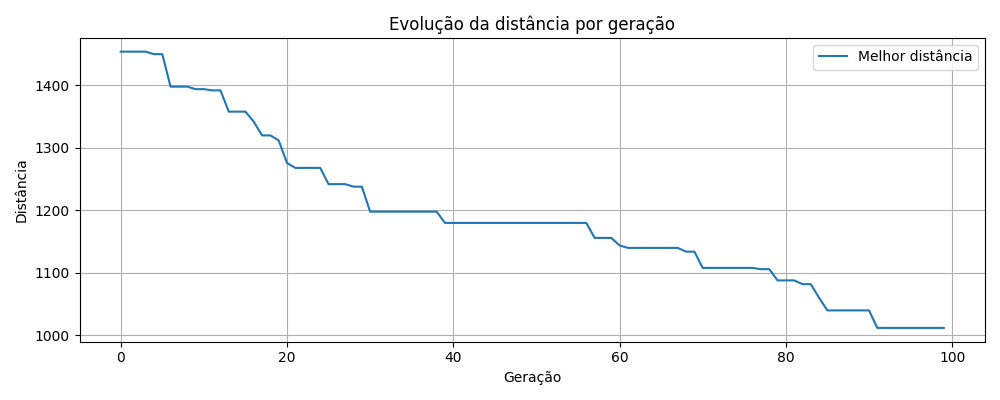 Evolução da distância por geração
Melhor distância
Distância
1400
1300
1200
1100
1000
0 20 40 60 80 100
Geração